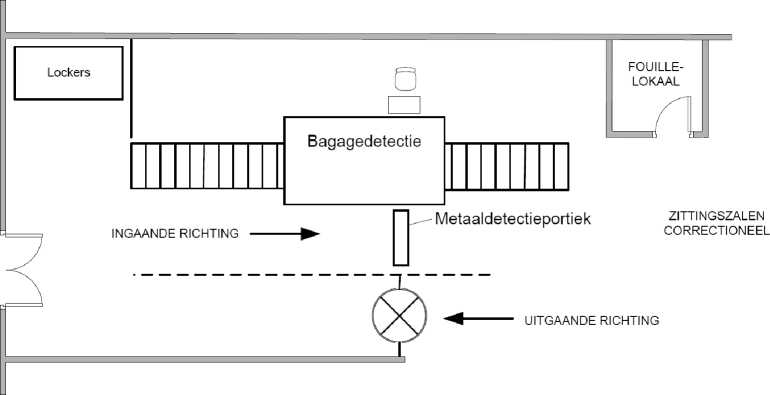 Lockers
FOUILLE-
LOKAAL
Bagagedetectie
Metaaldetectieportiek
INGAANDE RICHTING
ZITTINGSZALEN
CORRECTIONEEL
UITGAANDE RICHTING